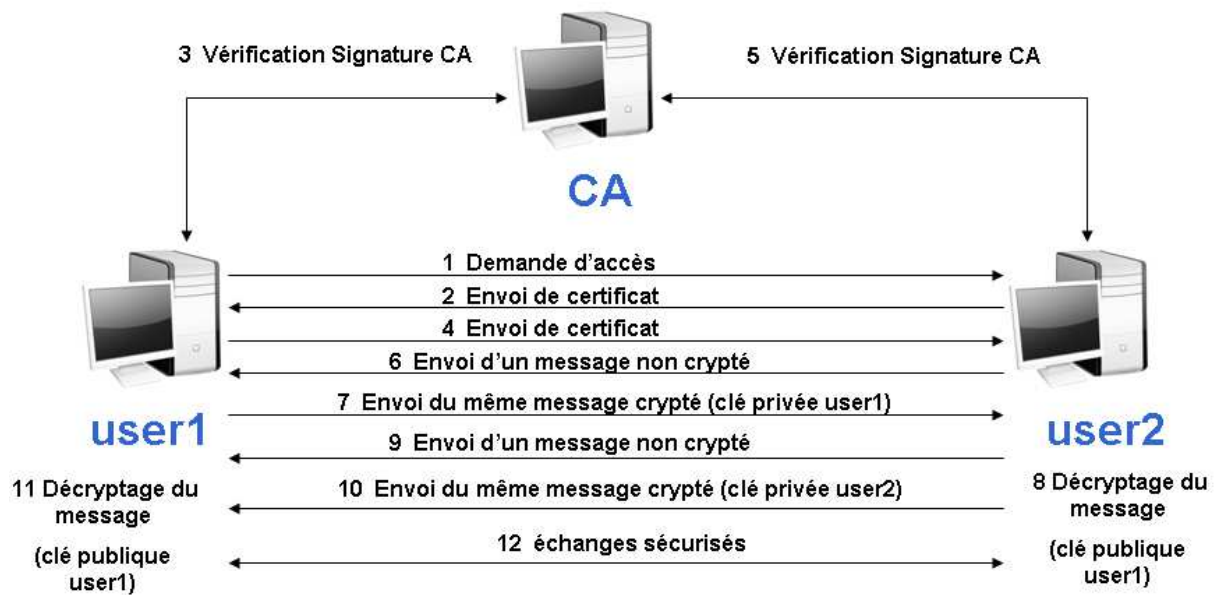 3 Vérification Signature CA
5 Vérification Signature CA
CA
1 Demande d'accès
2 Envoi de certificat
4 Envoi de certificat
6 Envoi d'un message non crypté
7 Envoi du même message crypté (clé privée user1)
user1
user2
9 Envoi d'un message non crypté
11 Décryptage du
message
(clé publique
user1)
10 Envoi du même message crypté (clé privée user2)
8 Décryptage du
message
(clé publique
user1)
12 échanges sécurisés